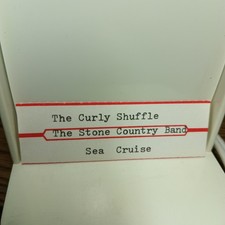 The Curly Shuffle
The Stone Country Band
Sea Cruise